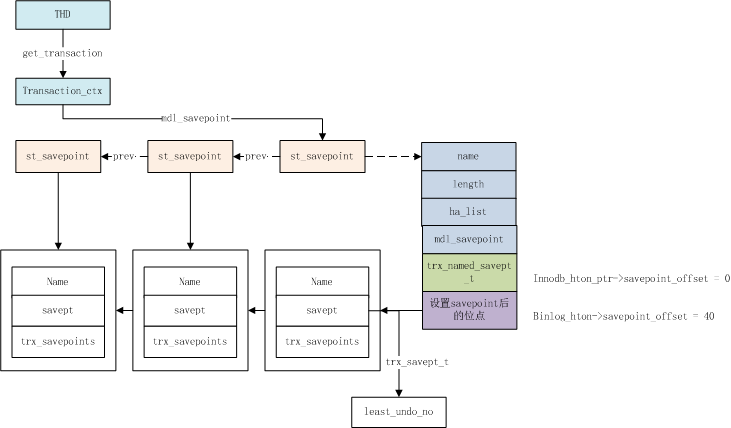 THD
get_transaction
Transaction_ctx
mdl_savepoint
st_savepoint
prev
st_savepoint
prev
st_savepoint
name
length
ha_list
mdl_savepoint
trx_named_savept
_t
Innodb_hton_ptr->savepoint_offset = 0
设置savepoint后
的位点
Binlog_hton->savepoint_offset = 40
Name
savept
trx_savepoints
Name
savept
trx_savepoints
Name
savept
trx_savepoints
trx_savept_t
least_undo_no